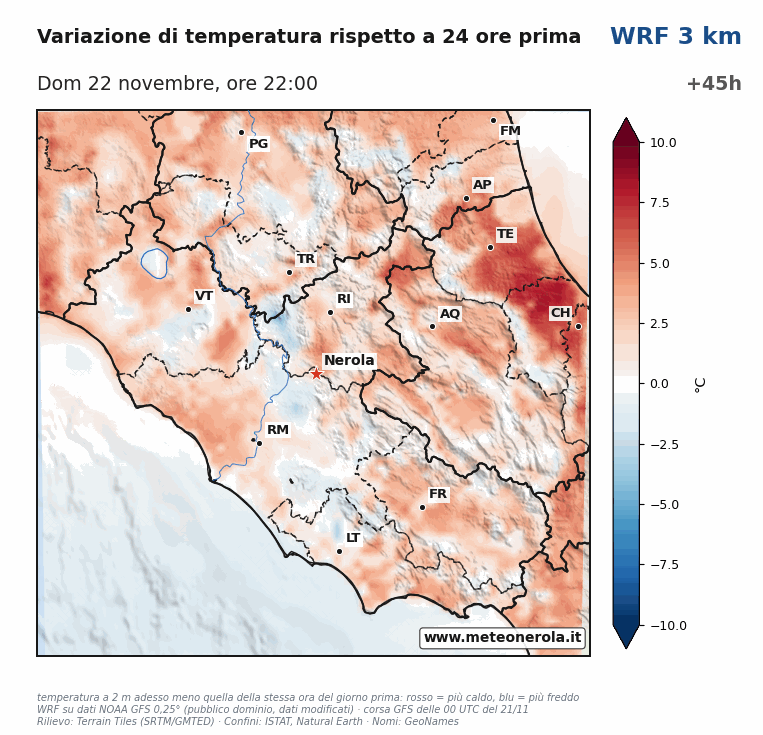 Variazione di temperatura rispetto a 24 ore prima
WRF 3 km
Dom 22 novembre, ore 22:00
+45h
FM
PG
AP
TE
TR
VT
RI
AQ
CH
Nerola
RM
FR
LT
www.meteonerola.it
10.0
7.5
5.0
2.5
0.0
−2.5
−5.0
−7.5
−10.0
°C
temperatura a 2 m adesso meno quella della stessa ora del giorno prima: rosso = più caldo, blu = più freddo
WRF su dati NOAA GFS 0,25° (pubblico dominio, dati modificati) · corsa GFS delle 00 UTC del 21/11
Rilievo: Terrain Tiles (SRTM/GMTED) · Confini: ISTAT, Natural Earth · Nomi: GeoNames